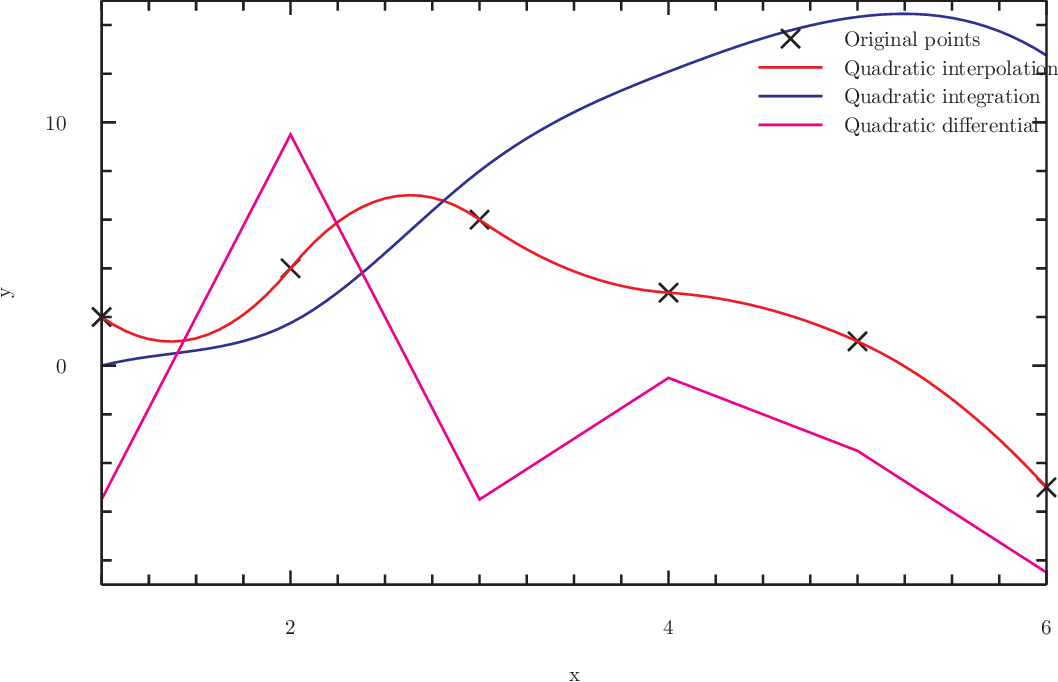 Original points
Quadratic interpolation
Quadratic integration
Quadratic differential
10
0
y
2 4 6
x